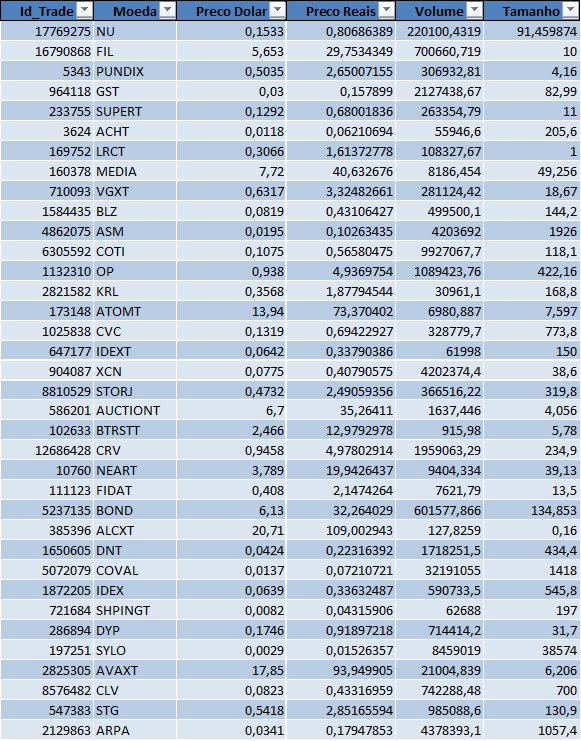 Id_Trade Moeda Preco Dolar Preco Reais Volume Tamanho
17769275 NU 0,1533 0,80686389 220100,4319 91,459874
16790868 FIL 5,653 29,7534349 700660,719 10
5343 PUNDIX 0,5035 2,65007155 306932,81 4,16
964118 GST 0,03 0,157899 2127438,67 82,99
233755 SUPERT 0,1292 0,68001836 263354,79 11
3624 ACHT 0,0118 0,06210694 55946,6 205,6
169752 LRCT 0,3066 1,61372778 108327,67 1
160378 MEDIA 7,72 40,632676 8186,454 49,256
710093 VGXT 0,6317 3,32482661 281124,42 18,67
1584435 BLZ 0,0819 0,43106427 499500,1 144,2
4862075 ASM 0,0195 0,10263435 4203692 1926
6305592 COTI 0,1075 0,56580475 9927067,7 118,1
1132310 OP 0,938 4,9369754 1089423,76 422,16
2821582 KRL 0,3568 1,87794544 30961,1 168,8
173148 ATOMT 13,94 73,370402 6980,887 7,597
1025838 CVC 0,1319 0,69422927 328779,7 773,8
647177 IDEXT 0,0642 0,33790386 61998 150
904087 XCN 0,0775 0,40790575 4202374,4 38,6
8810529 STORJ 0,4732 2,49059356 366516,22 319,8
586201 AUCTIONT 6,7 35,26411 1637,446 4,056
102633 BTRSTT 2,466 12,9792978 915,98 5,78
12686428 CRV 0,9458 4,97802914 1959063,29 234,9
10760 NEART 3,789 19,9426437 9404,334 39,13
111123 FIDAT 0,408 2,1474264 7621,79 13,5
5237135 BOND 6,13 32,264029 601577,866 134,853
385396 ALCXT 20,71 109,002943 127,8259 0,16
1650605 DNT 0,0424 0,22316392 1718251,5 434,4
5072079 COVAL 0,0137 0,07210721 32191055 1418
1872205 IDEX 0,0639 0,33632487 590733,5 545,8
721684 SHPINGT 0,0082 0,04315906 62688 197
286894 DYP 0,1746 0,91897218 714414,2 31,7
197251 SYLO 0,0029 0,01526357 8459019 38574
2825305 AVAXT 17,85 93,949905 21004,839 6,206
8576482 CLV 0,0823 0,43316959 742288,48 700
547383 STG 0,5418 2,85165594 985088,6 130,9
2129863 ARPA 0,0341 0,17947853 4378393,1 1057,4